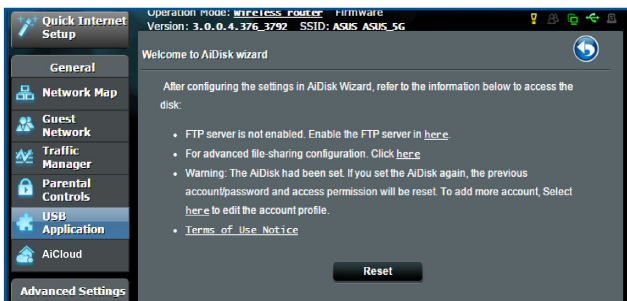 Quick Internet
Setup
General
Network Map
Guest
Network
Traffic
Manager
Parental
Controls
USB
Application
AiCloud
Advanced Settings
Operation Mode: Wireless router Firmware
Version: 3.0.0.4.376_3792 SSID: ASUS ASUS_5G
Welcome to AiDisk wizard
After configuring the settings in AiDisk Wizard, refer to the information below to access the
disk:
• FTP server is not enabled. Enable the FTP server in here.
• For advanced file-sharing configuration. Click here
• Warning: The AiDisk had been set. If you set the AiDisk again, the previous
account/password and access permission will be reset. To add more account, Select
here to edit the account profile.
• Terms of Use Notice
Reset